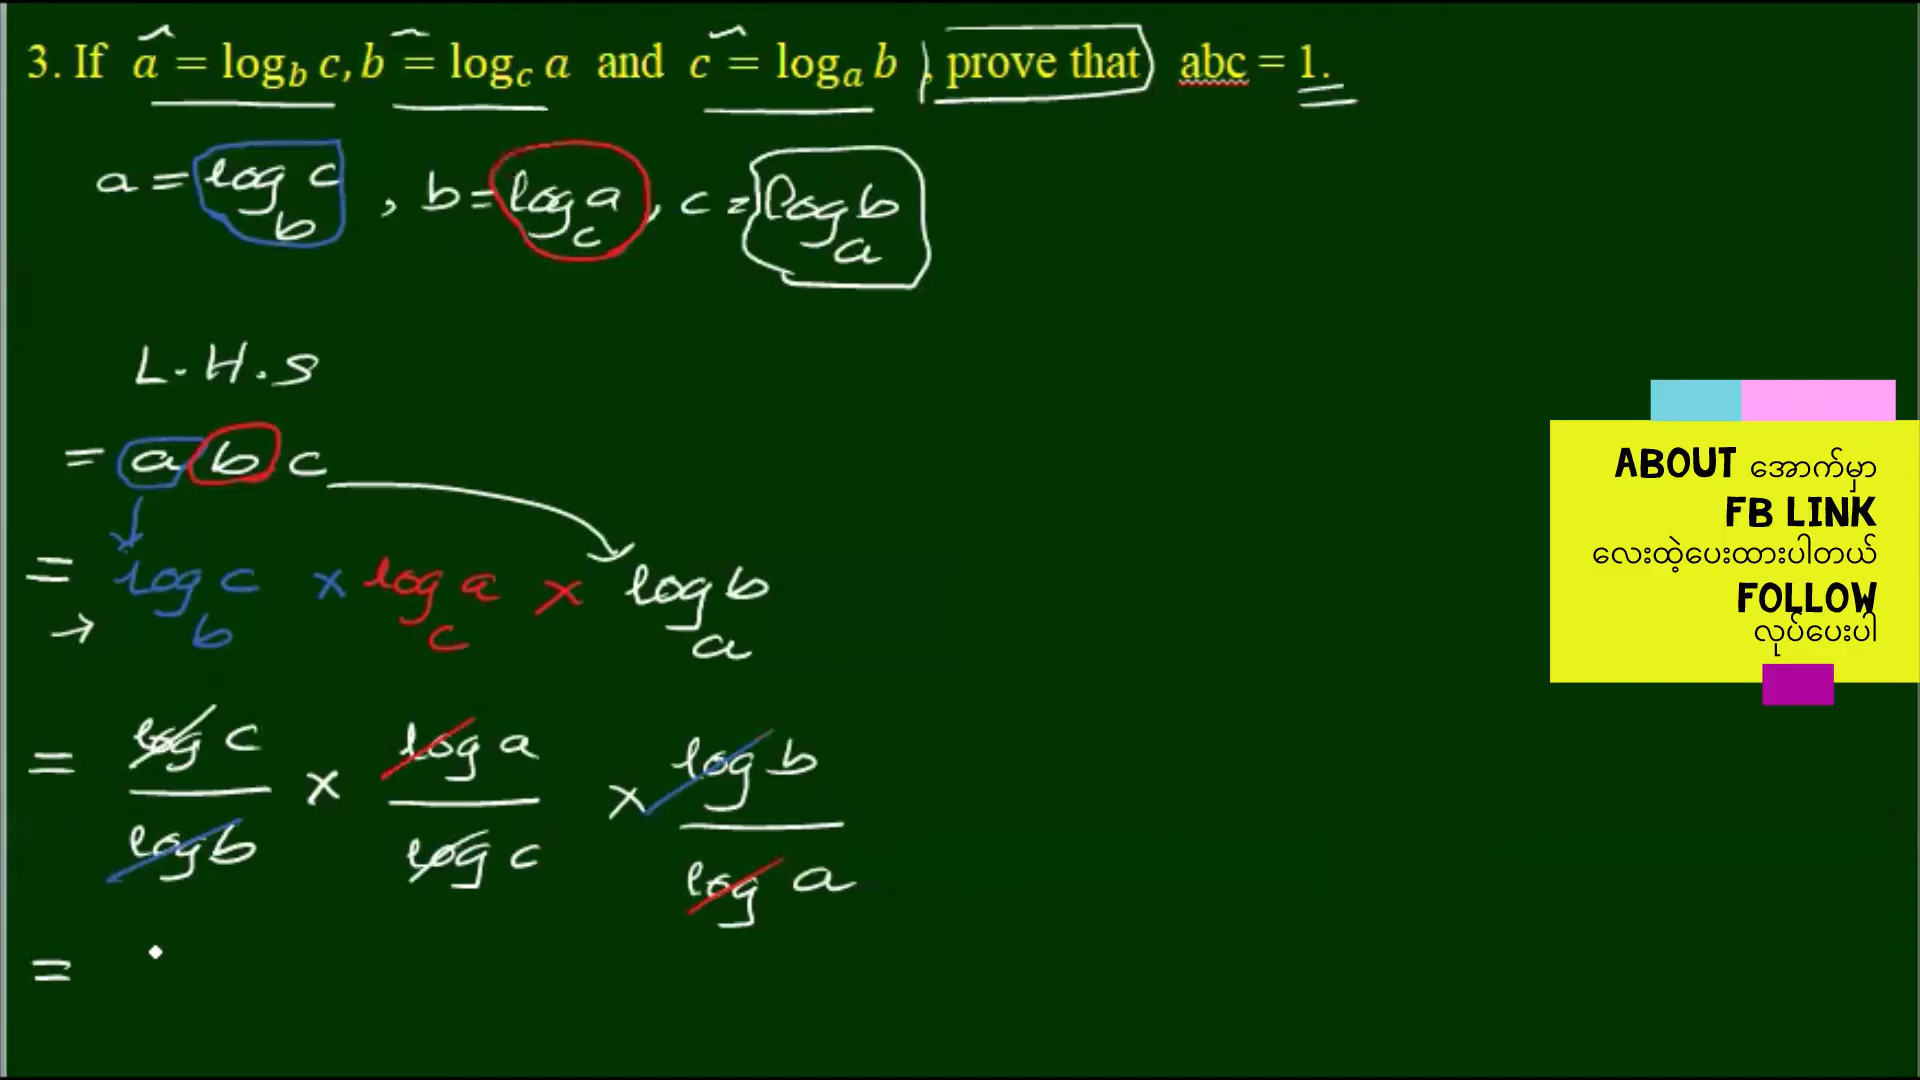 3. If a = log_b c, b = log_c a and c = log_a b, prove that abc = 1.
a = log_b c , b = log_c a , c = log_a b
L.H.S
= a b c
= log_b c × log_c a × log_a b
→
= log c / log b × log a / log c × log b / log a
=
ABOUT အောက်မှာ
FB LINK
လေးထဲ့ပေးထားပါတယ်
FOLLOW
လုပ်ပေးပါ